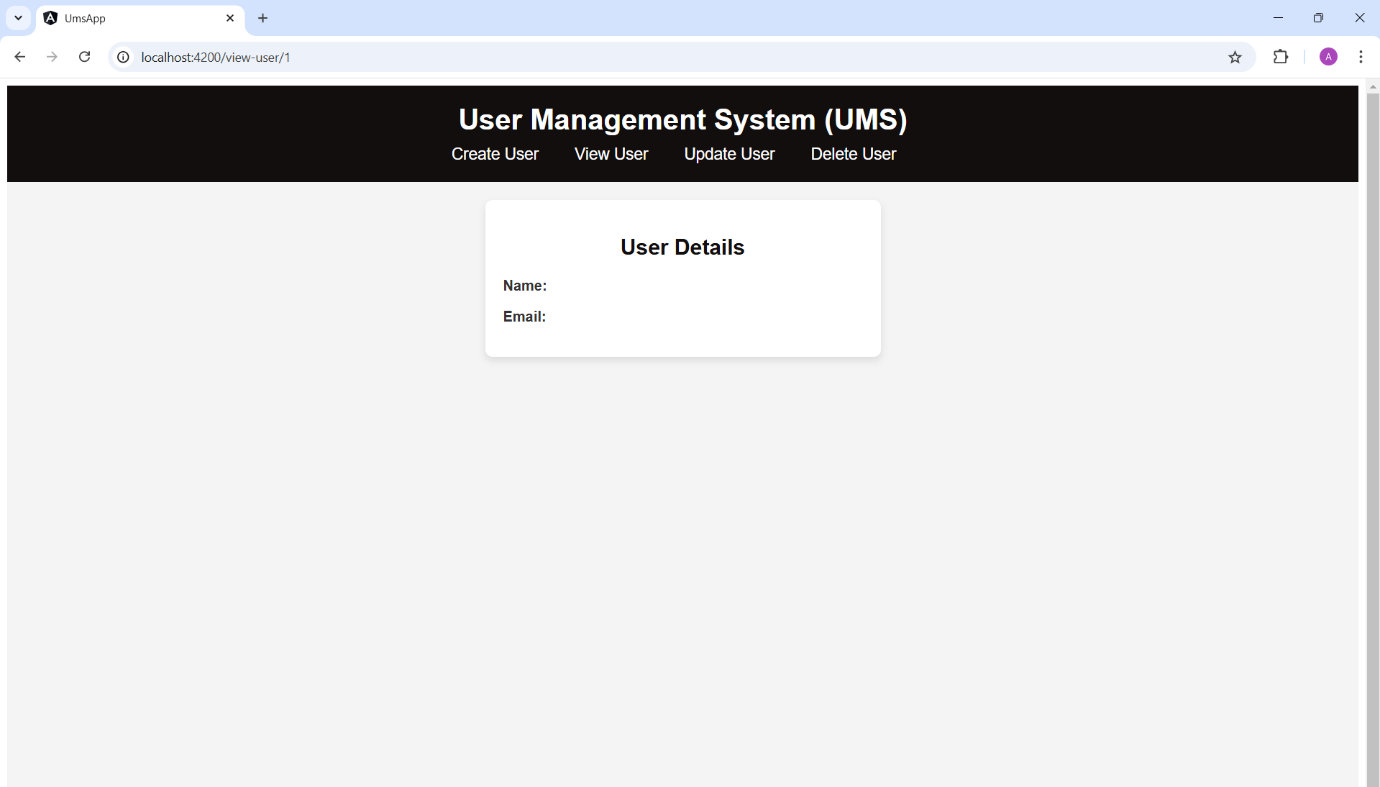 UmsApp
localhost:4200/view-user/1
A
User Management System (UMS)
Create User View User Update User Delete User
User Details
Name:
Email: